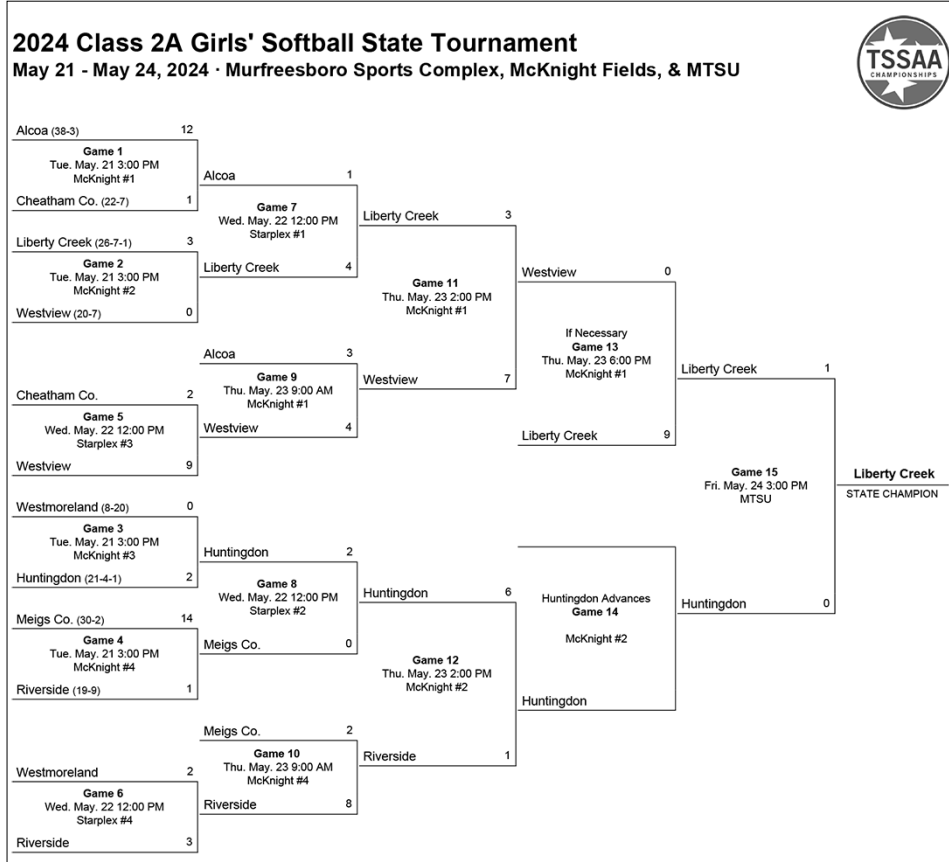 2024 Class 2A Girls' Softball State Tournament
May 21 - May 24, 2024 · Murfreesboro Sports Complex, McKnight Fields, & MTSU
TSSAA
CHAMPIONSHIPS
Alcoa (38-3) 12
Game 1
Tue. May. 21 3:00 PM
McKnight #1
Cheatham Co. (22-7) 1
Liberty Creek (26-7-1) 3
Game 2
Tue. May. 21 3:00 PM
McKnight #2
Westview (20-7) 0
Cheatham Co. 2
Game 5
Wed. May. 22 12:00 PM
Starplex #3
Westview 9
Westmoreland (8-20) 0
Game 3
Tue. May. 21 3:00 PM
McKnight #3
Huntingdon (21-4-1) 2
Meigs Co. (30-2) 14
Game 4
Tue. May. 21 3:00 PM
McKnight #4
Riverside (19-9) 1
Westmoreland 2
Game 6
Wed. May. 22 12:00 PM
Starplex #4
Riverside 3
Alcoa 1
Game 7
Wed. May. 22 12:00 PM
Starplex #1
Liberty Creek 4
Alcoa 3
Game 9
Thu. May. 23 9:00 AM
McKnight #1
Westview 4
Huntingdon 2
Game 8
Wed. May. 22 12:00 PM
Starplex #2
Meigs Co. 0
Meigs Co. 2
Game 10
Thu. May. 23 9:00 AM
McKnight #4
Riverside 8
Liberty Creek 3
Game 11
Thu. May. 23 2:00 PM
McKnight #1
Westview 7
Huntingdon 6
Game 12
Thu. May. 23 2:00 PM
McKnight #2
Riverside 1
Westview 0
If Necessary
Game 13
Thu. May. 23 6:00 PM
McKnight #1
Liberty Creek 9
Huntingdon Advances
Game 14
McKnight #2
Huntingdon
Liberty Creek 1
Game 15
Fri. May. 24 3:00 PM
MTSU
Huntingdon 0
Liberty Creek
STATE CHAMPION